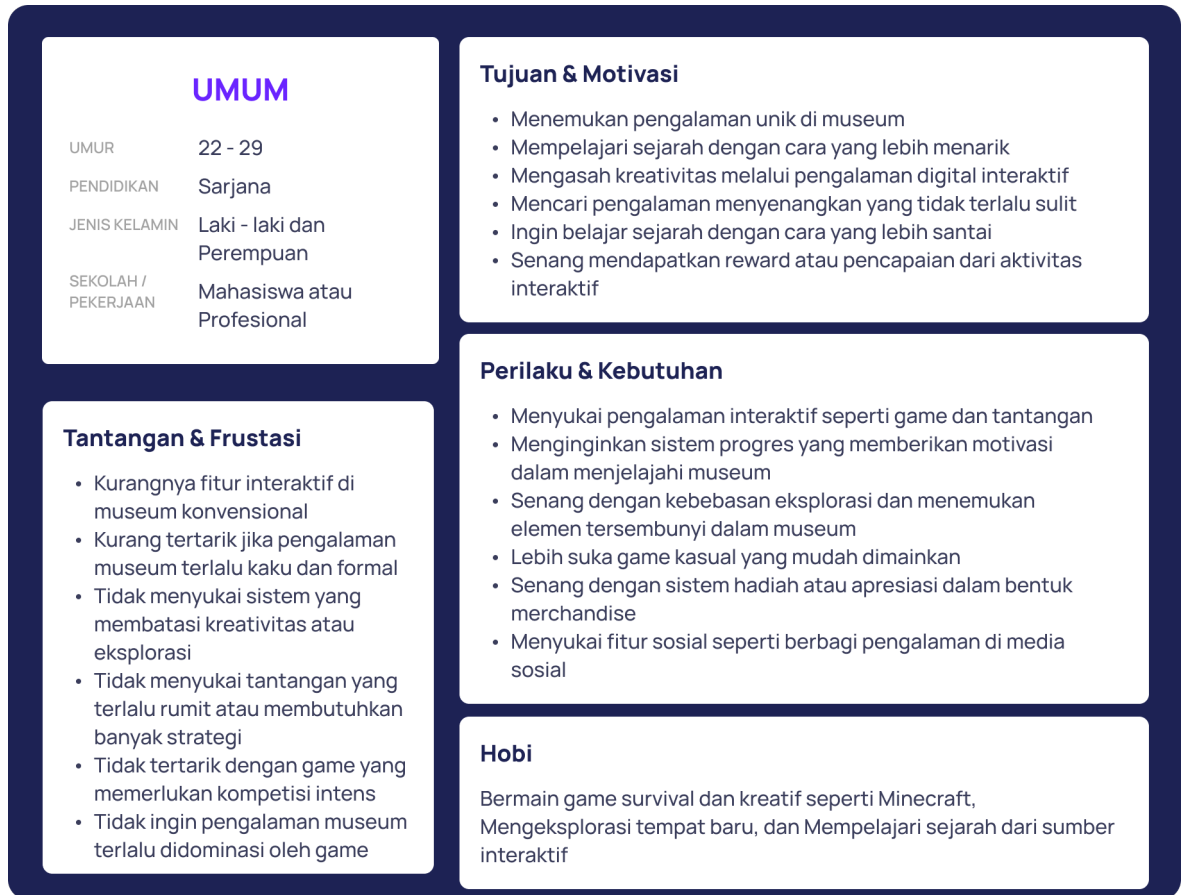 UMUM
UMUR 22 - 29
PENDIDIKAN Sarjana
JENIS KELAMIN Laki - laki dan
Perempuan
SEKOLAH /
PEKERJAAN
Mahasiswa atau
Profesional
Tantangan & Frustasi
• Kurangnya fitur interaktif di
museum konvensional
• Kurang tertarik jika pengalaman
museum terlalu kaku dan formal
• Tidak menyukai sistem yang
membatasi kreativitas atau
eksplorasi
• Tidak menyukai tantangan yang
terlalu rumit atau membutuhkan
banyak strategi
• Tidak tertarik dengan game yang
memerlukan kompetisi intens
• Tidak ingin pengalaman museum
terlalu didominasi oleh game
Tujuan & Motivasi
• Menemukan pengalaman unik di museum
• Mempelajari sejarah dengan cara yang lebih menarik
• Mengasah kreativitas melalui pengalaman digital interaktif
• Mencari pengalaman menyenangkan yang tidak terlalu sulit
• Ingin belajar sejarah dengan cara yang lebih santai
• Senang mendapatkan reward atau pencapaian dari aktivitas
interaktif
Perilaku & Kebutuhan
• Menyukai pengalaman interaktif seperti game dan tantangan
• Menginginkan sistem progres yang memberikan motivasi
dalam menjelajahi museum
• Senang dengan kebebasan eksplorasi dan menemukan
elemen tersembunyi dalam museum
• Lebih suka game kasual yang mudah dimainkan
• Senang dengan sistem hadiah atau apresiasi dalam bentuk
merchandise
• Menyukai fitur sosial seperti berbagi pengalaman di media
sosial
Hobi
Bermain game survival dan kreatif seperti Minecraft,
Mengeksplorasi tempat baru, dan Mempelajari sejarah dari sumber
interaktif